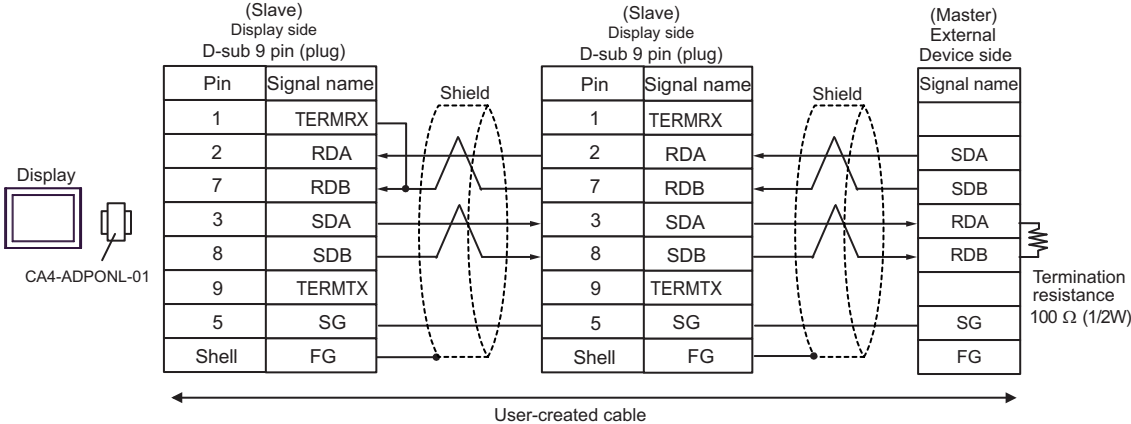 (Slave)
Display side
D-sub 9 pin (plug)
(Slave)
Display side
D-sub 9 pin (plug)
(Master)
External
Device side
Pin Signal name Shield Pin Signal name Shield Signal name
1 TERMRX 1 TERMRX
2 RDA 2 RDA SDA
7 RDB 7 RDB SDB
3 SDA 3 SDA RDA
8 SDB 8 SDB RDB
9 TERMTX 9 TERMTX
5 SG 5 SG SG
Shell FG Shell FG FG
Display
CA4-ADPONL-01
Termination
resistance
100 Ω (1/2W)
User-created cable